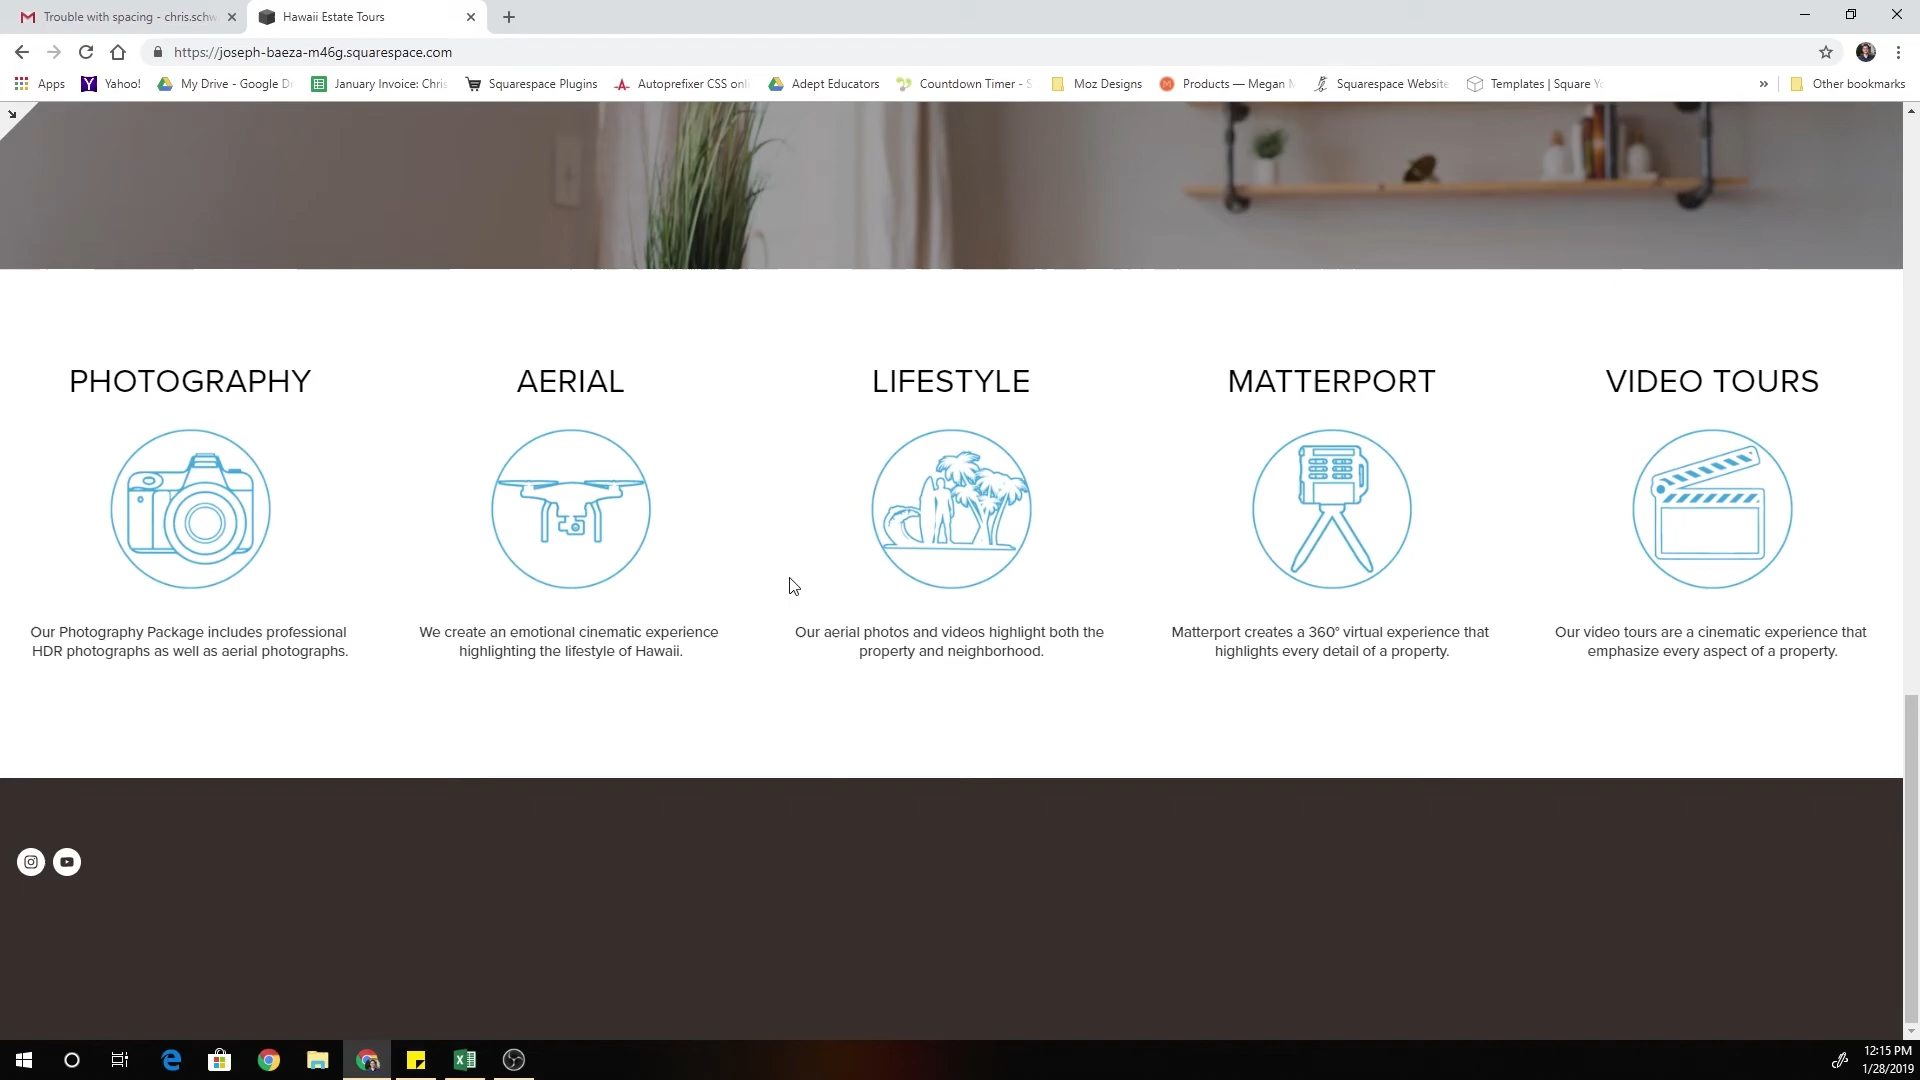 Trouble with spacing - chris.schw
Hawaii Estate Tours
https://joseph-baeza-m46g.squarespace.com
Apps
Yahoo!
My Drive - Google Dr
January Invoice: Chris
Squarespace Plugins
Autoprefixer CSS onli
Adept Educators
Countdown Timer - S
Moz Designs
Products — Megan M
Squarespace Website
Templates | Square Yo
»
Other bookmarks
PHOTOGRAPHY
AERIAL
LIFESTYLE
MATTERPORT
VIDEO TOURS
Our Photography Package includes professional
HDR photographs as well as aerial photographs.
We create an emotional cinematic experience
highlighting the lifestyle of Hawaii.
Our aerial photos and videos highlight both the
property and neighborhood.
Matterport creates a 360° virtual experience that
highlights every detail of a property.
Our video tours are a cinematic experience that
emphasize every aspect of a property.
12:15 PM
1/28/2019